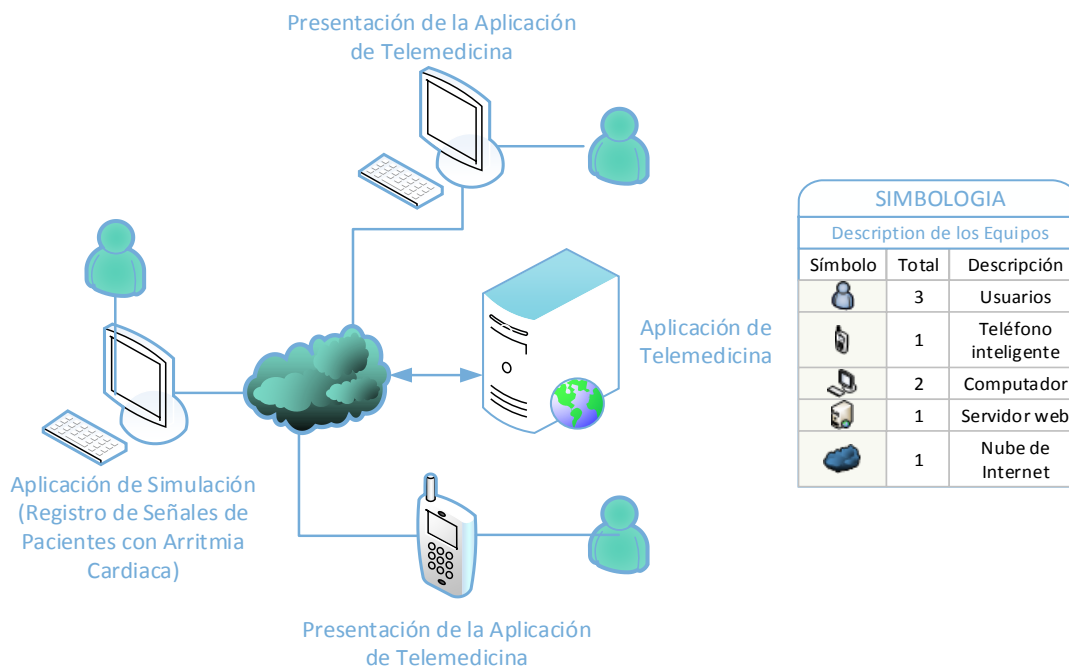 Presentación de la Aplicación
de Telemedicina
Aplicación de
Telemedicina
Aplicación de Simulación
(Registro de Señales de
Pacientes con Arritmia
Cardiaca)
Presentación de la Aplicación
de Telemedicina
SIMBOLOGIA
Description de los Equipos
Símbolo Total Descripción
3 Usuarios
1 Teléfono
inteligente
2 Computador
1 Servidor web
1 Nube de
Internet